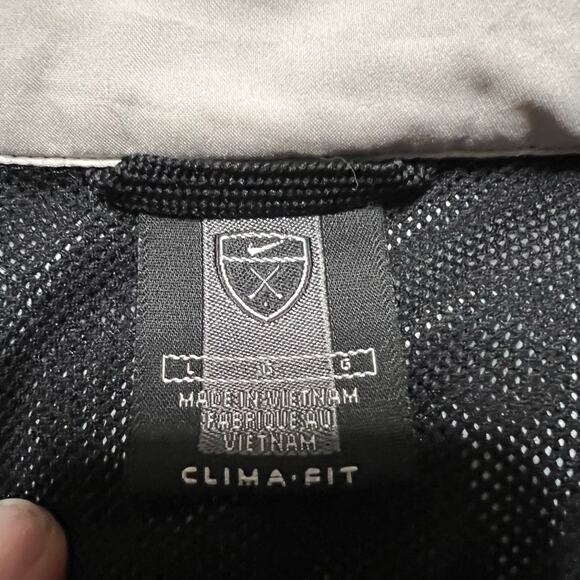 L G G
MADE IN VIETNAM
FABRIQUE AU
VIETNAM
CLIMA·FIT